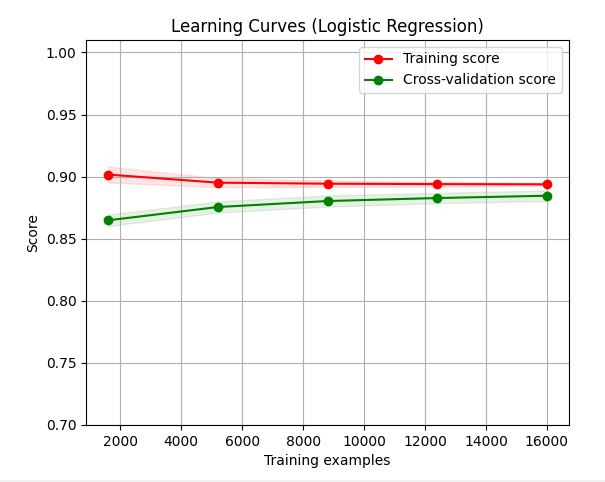 Learning Curves (Logistic Regression)
Training score
Cross-validation score
1.00
0.95
0.90
0.85
0.80
0.75
0.70
Score
2000 4000 6000 8000 10000 12000 14000 16000
Training examples